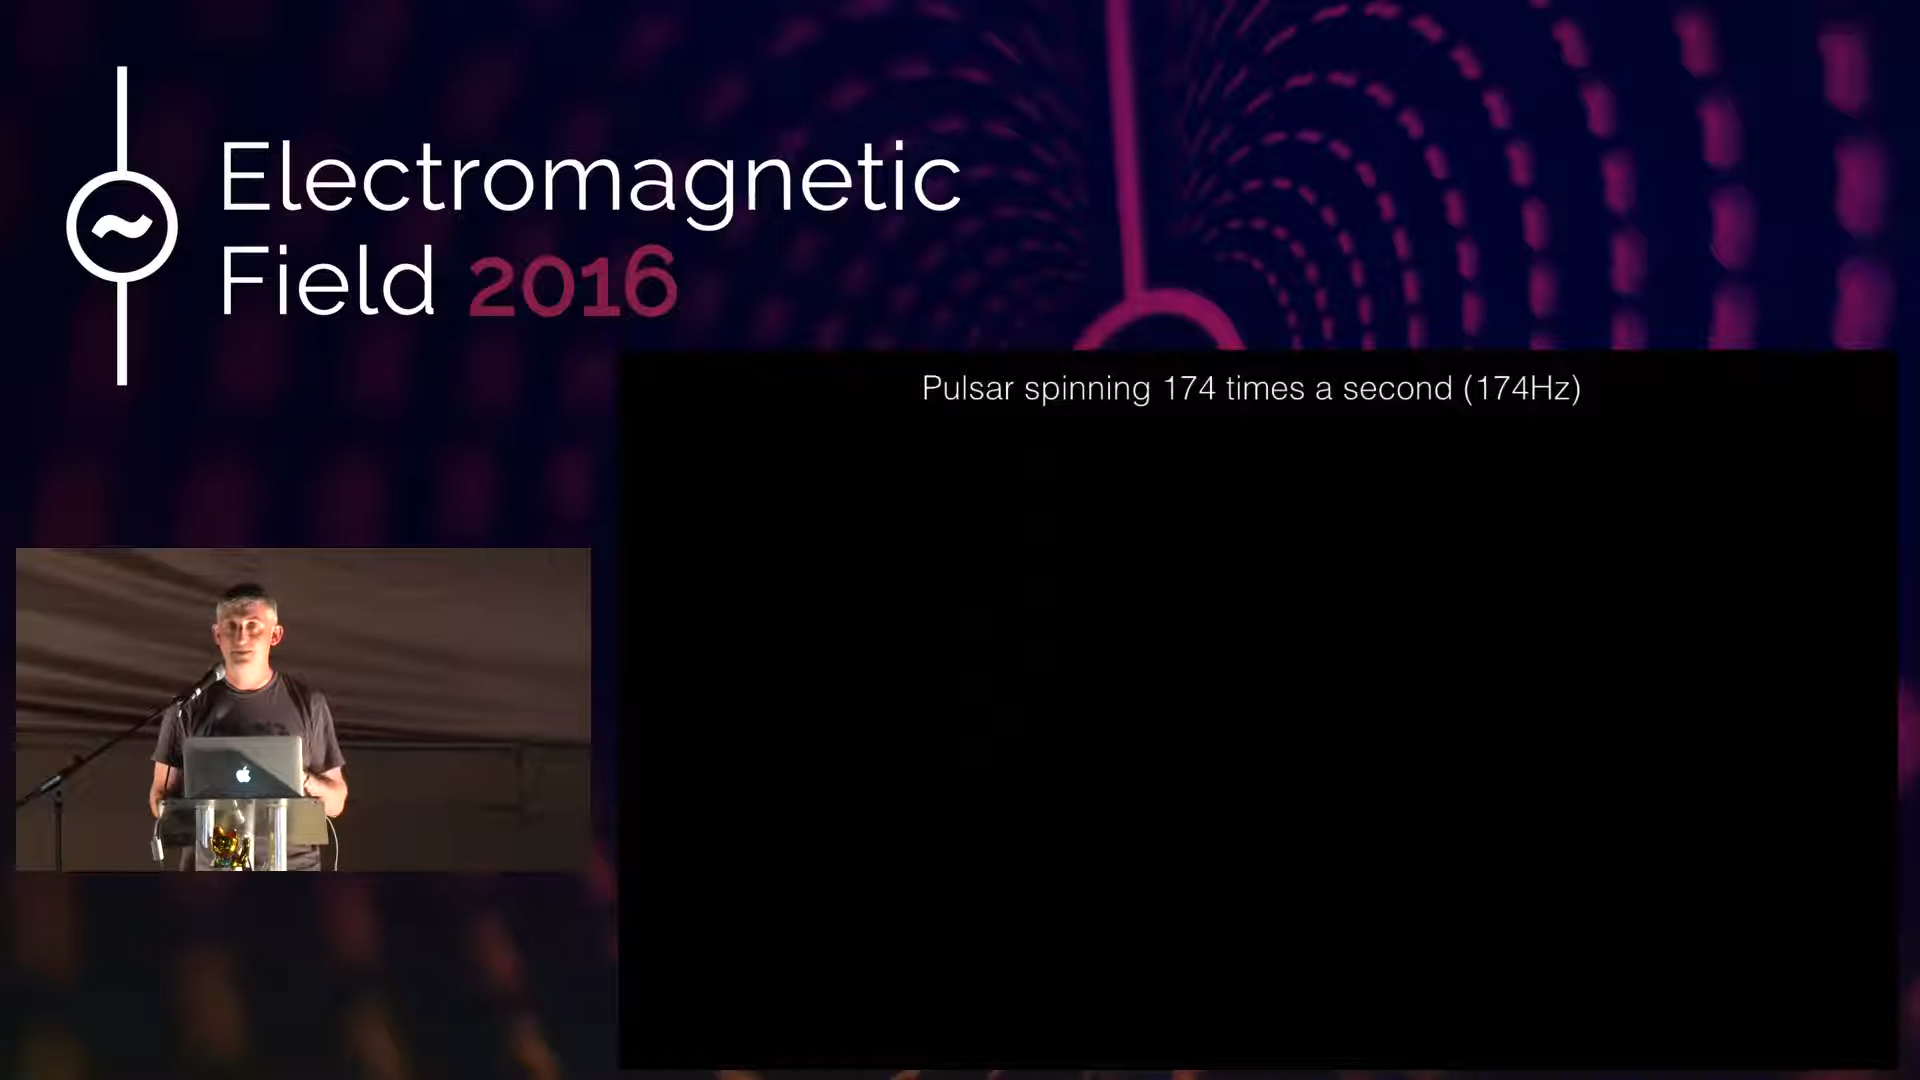 Electromagnetic
Field 2016
Pulsar spinning 174 times a second (174Hz)